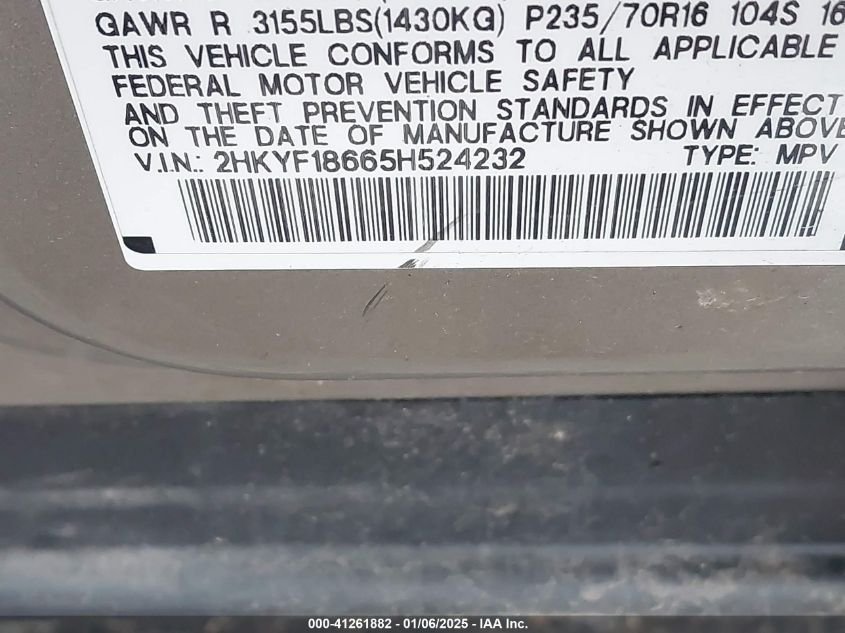 GAWR R 3155LBS(1430KG) P235/70R16 104S 16
THIS VEHICLE CONFORMS TO ALL APPLICABLE
FEDERAL MOTOR VEHICLE SAFETY
AND THEFT PREVENTION STANDARDS IN EFFECT
ON THE DATE OF MANUFACTURE SHOWN ABOVE
V.I.N.: 2HKYF18665H524232 TYPE: MPV
000-41261882 - 01/06/2025 - IAA Inc.